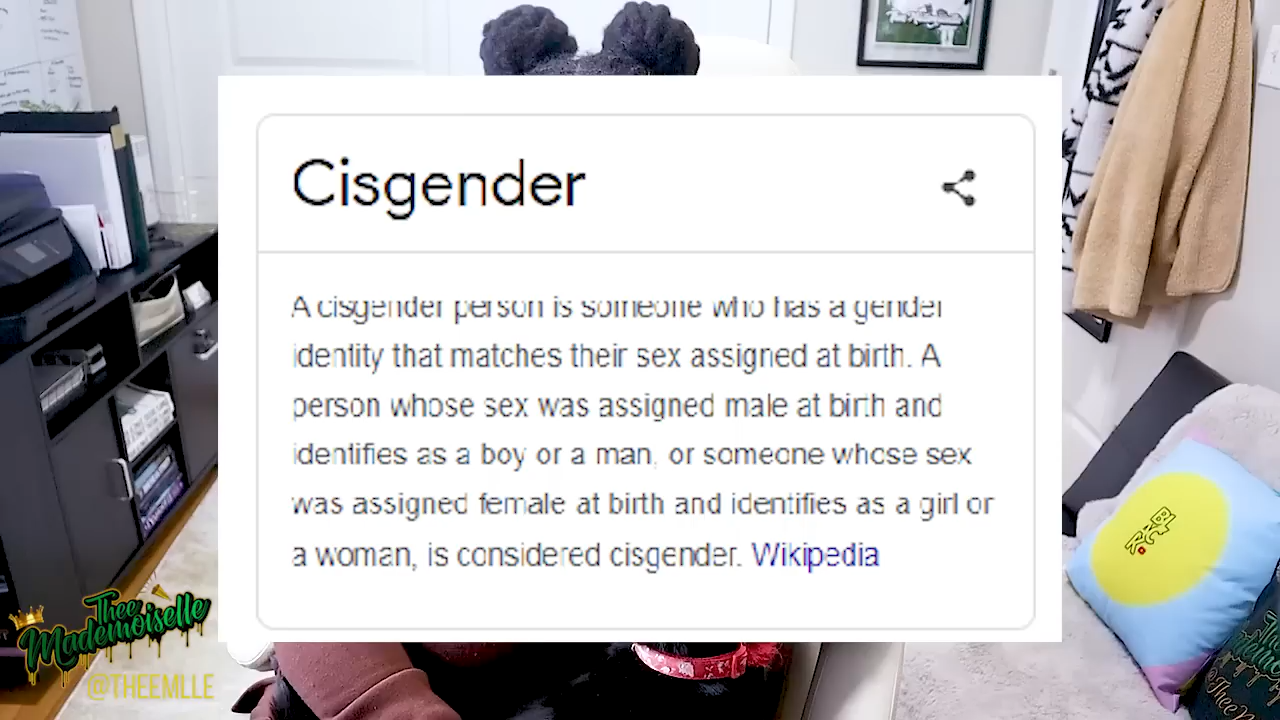 Cisgender
A cisgender person is someone who has a gender
identity that matches their sex assigned at birth. A
person whose sex was assigned male at birth and
identifies as a boy or a man, or someone whose sex
was assigned female at birth and identifies as a girl or
a woman, is considered cisgender. Wikipedia
Thee
Mademoiselle
@THEEMLLE